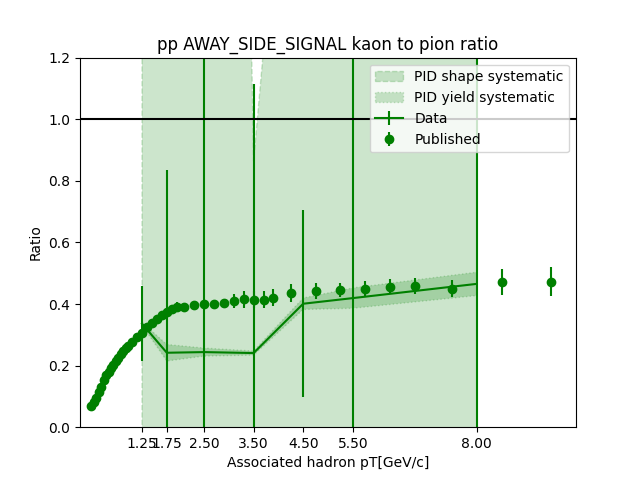 pp AWAY_SIDE_SIGNAL kaon to pion ratio
PID shape systematic
PID yield systematic
Data
Published
Ratio
1.2
1.0
0.8
0.6
0.4
0.2
0.0
1.25 1.75 2.50 3.50 4.50 5.50 8.00
Associated hadron pT[GeV/c]